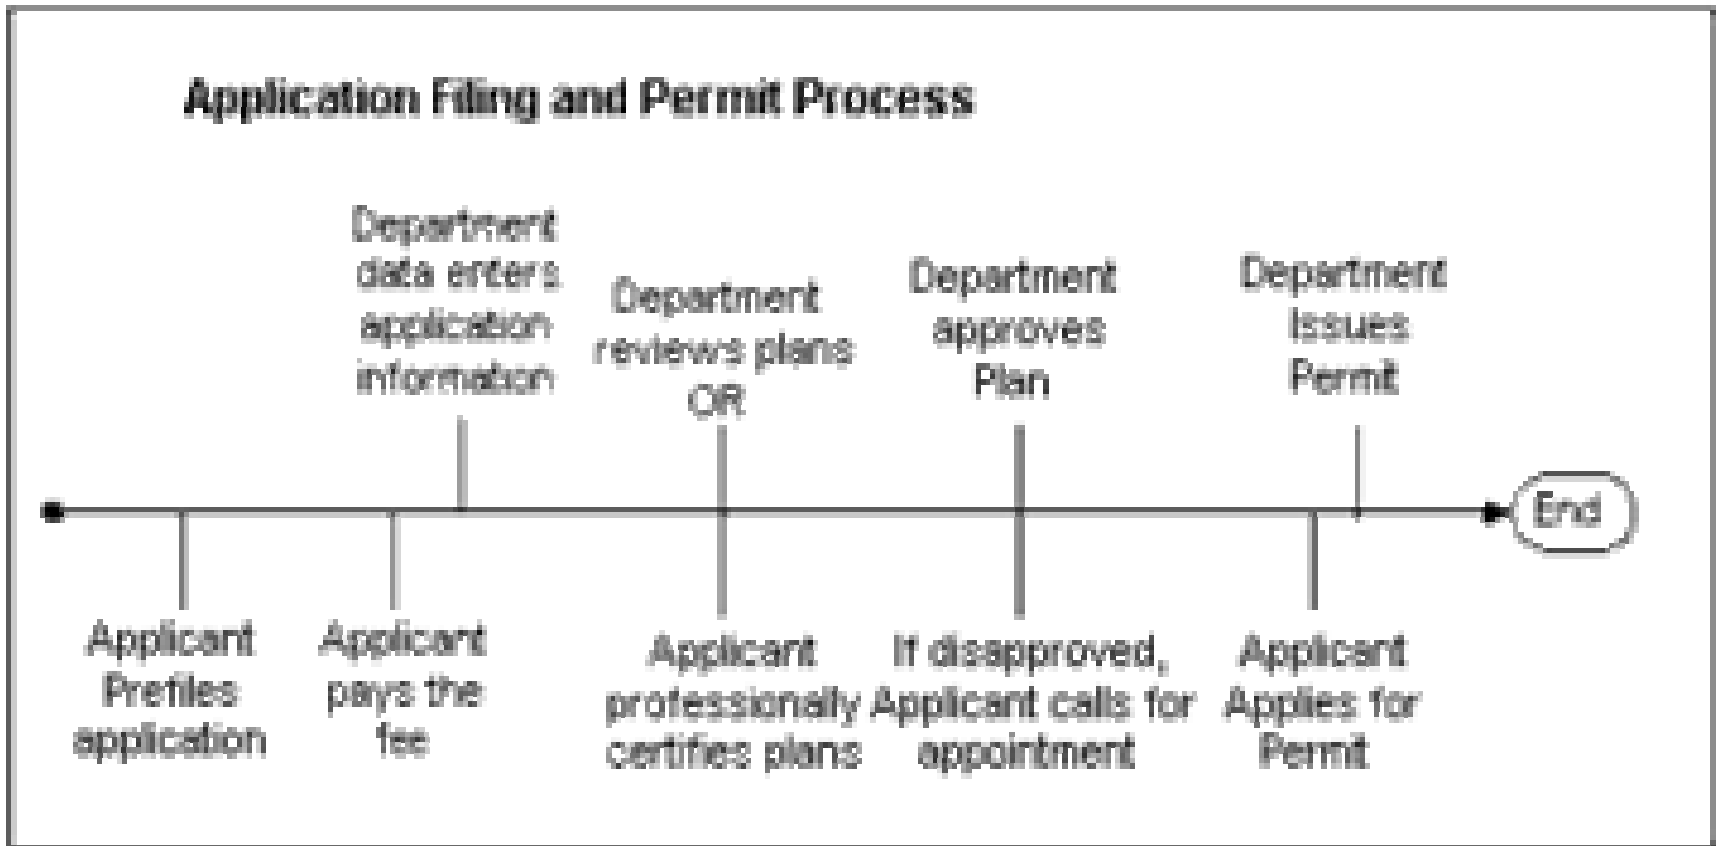 Application Filing and Permit Process
Department
data enters
application
information
Department
reviews plans
OR
Department
approves
Plan
Department
Issues
Permit
End
Applicant
Prefiles
application
Applicant
pays the
fee
Applicant
professionally
certifies plans
If disapproved,
Applicant calls for
appointment
Applicant
Applies for
Permit